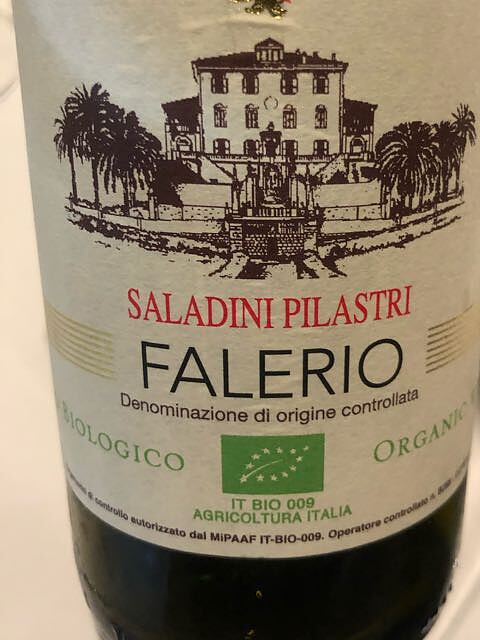 SALADINI PILASTRI
FALERIO
Denominazione di origine controllata
BIOLOGICO
ORGANIC
IT BIO 009
AGRICOLTURA ITALIA
di controllo autorizzato dal MiPAAF IT-BIO-009. Operatore controllato n.